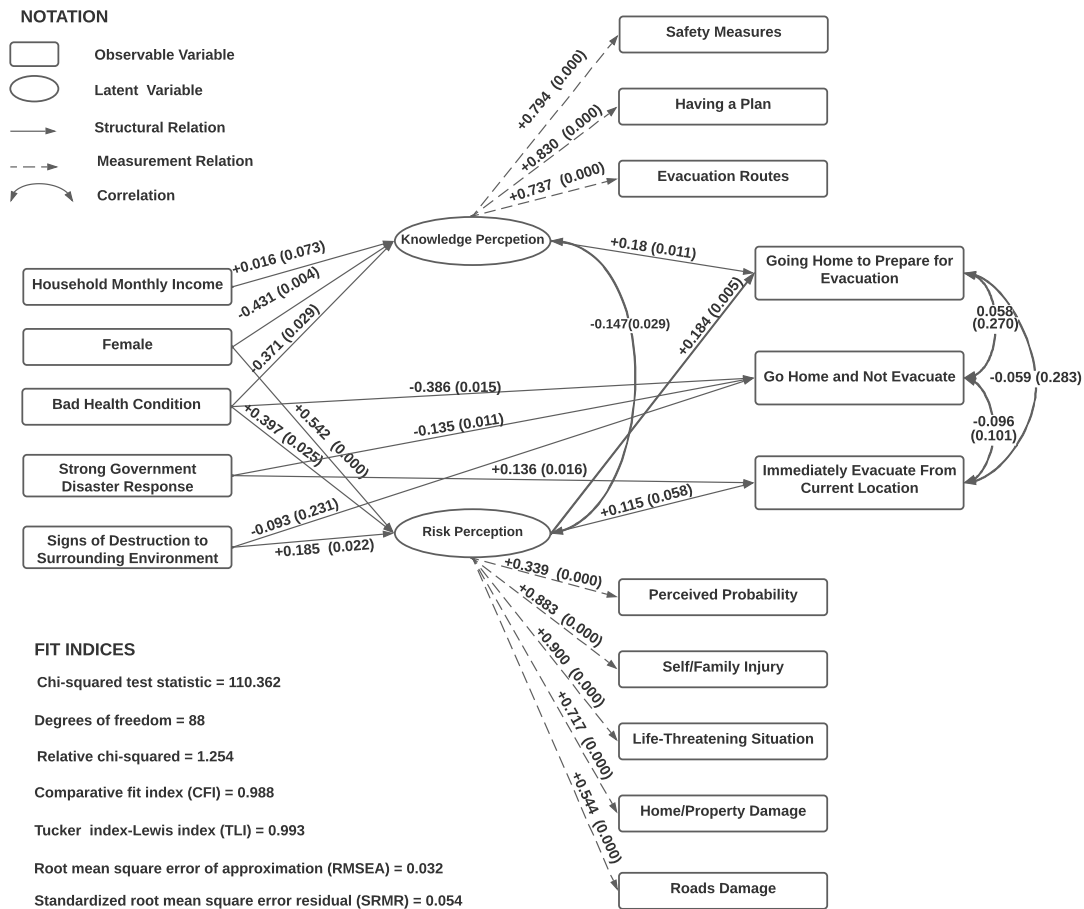 NOTATION
Observable Variable
Latent Variable
Structural Relation
Measurement Relation
Correlation
Safety Measures
Having a Plan
Evacuation Routes
+0.794 (0.000)
+0.830 (0.000)
+0.737 (0.000)
Knowledge Percpetion
Household Monthly Income
Female
Bad Health Condition
Strong Government
Disaster Response
Signs of Destruction to
Surrounding Environment
+0.016 (0.073)
-0.431 (0.004)
-0.371 (0.029)
+0.542 (0.000)
+0.397 (0.025)
-0.386 (0.015)
-0.135 (0.011)
+0.136 (0.016)
-0.093 (0.231)
+0.185 (0.022)
+0.18 (0.011)
-0.147(0.029)
+0.184 (0.005)
+0.115 (0.058)
Going Home to Prepare for
Evacuation
Go Home and Not Evacuate
Immediately Evacuate From
Current Location
0.058
(0.270)
-0.059 (0.283)
-0.096
(0.101)
Risk Perception
+0.339 (0.000)
+0.883 (0.000)
+0.900 (0.000)
+0.717 (0.000)
+0.544 (0.000)
Perceived Probability
Self/Family Injury
Life-Threatening Situation
Home/Property Damage
Roads Damage
FIT INDICES
Chi-squared test statistic = 110.362
Degrees of freedom = 88
Relative chi-squared = 1.254
Comparative fit index (CFI) = 0.988
Tucker index-Lewis index (TLI) = 0.993
Root mean square error of approximation (RMSEA) = 0.032
Standardized root mean square error residual (SRMR) = 0.054